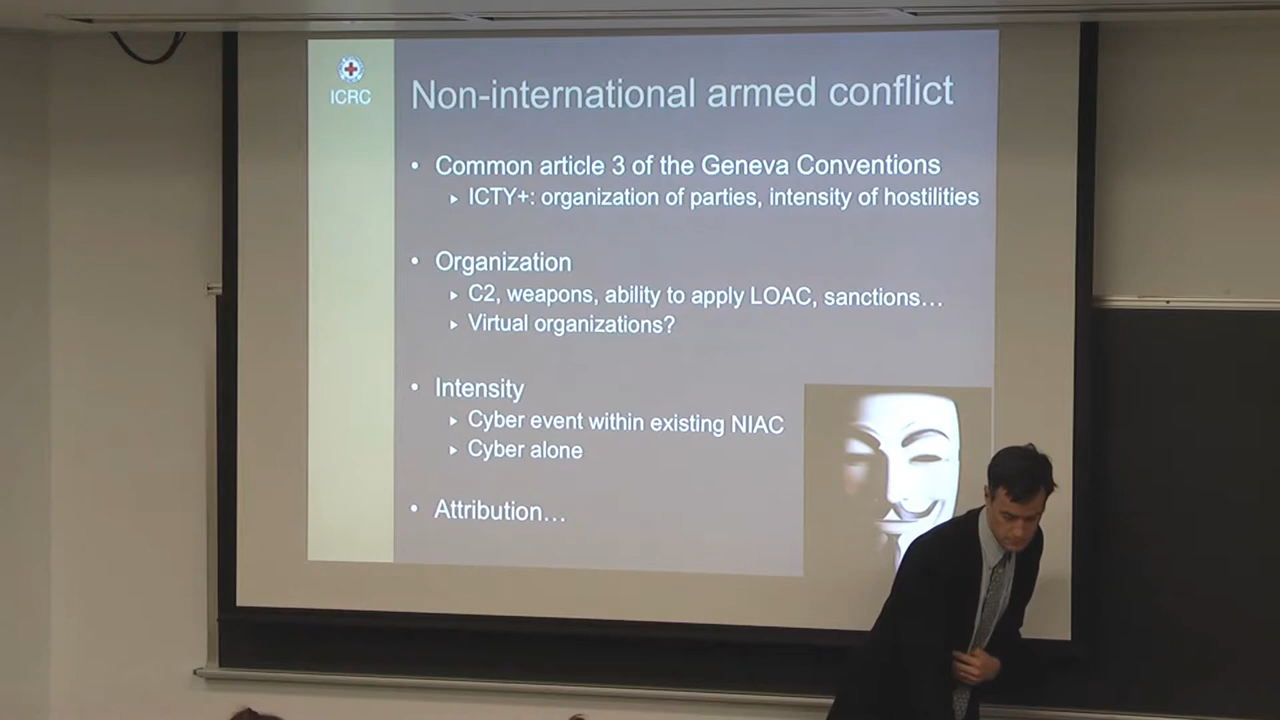 ICRC
Non-international armed conflict
• Common article 3 of the Geneva Conventions
▸ ICTY+: organization of parties, intensity of hostilities
• Organization
▸ C2, weapons, ability to apply LOAC, sanctions…
▸ Virtual organizations?
• Intensity
▸ Cyber event within existing NIAC
▸ Cyber alone
• Attribution…